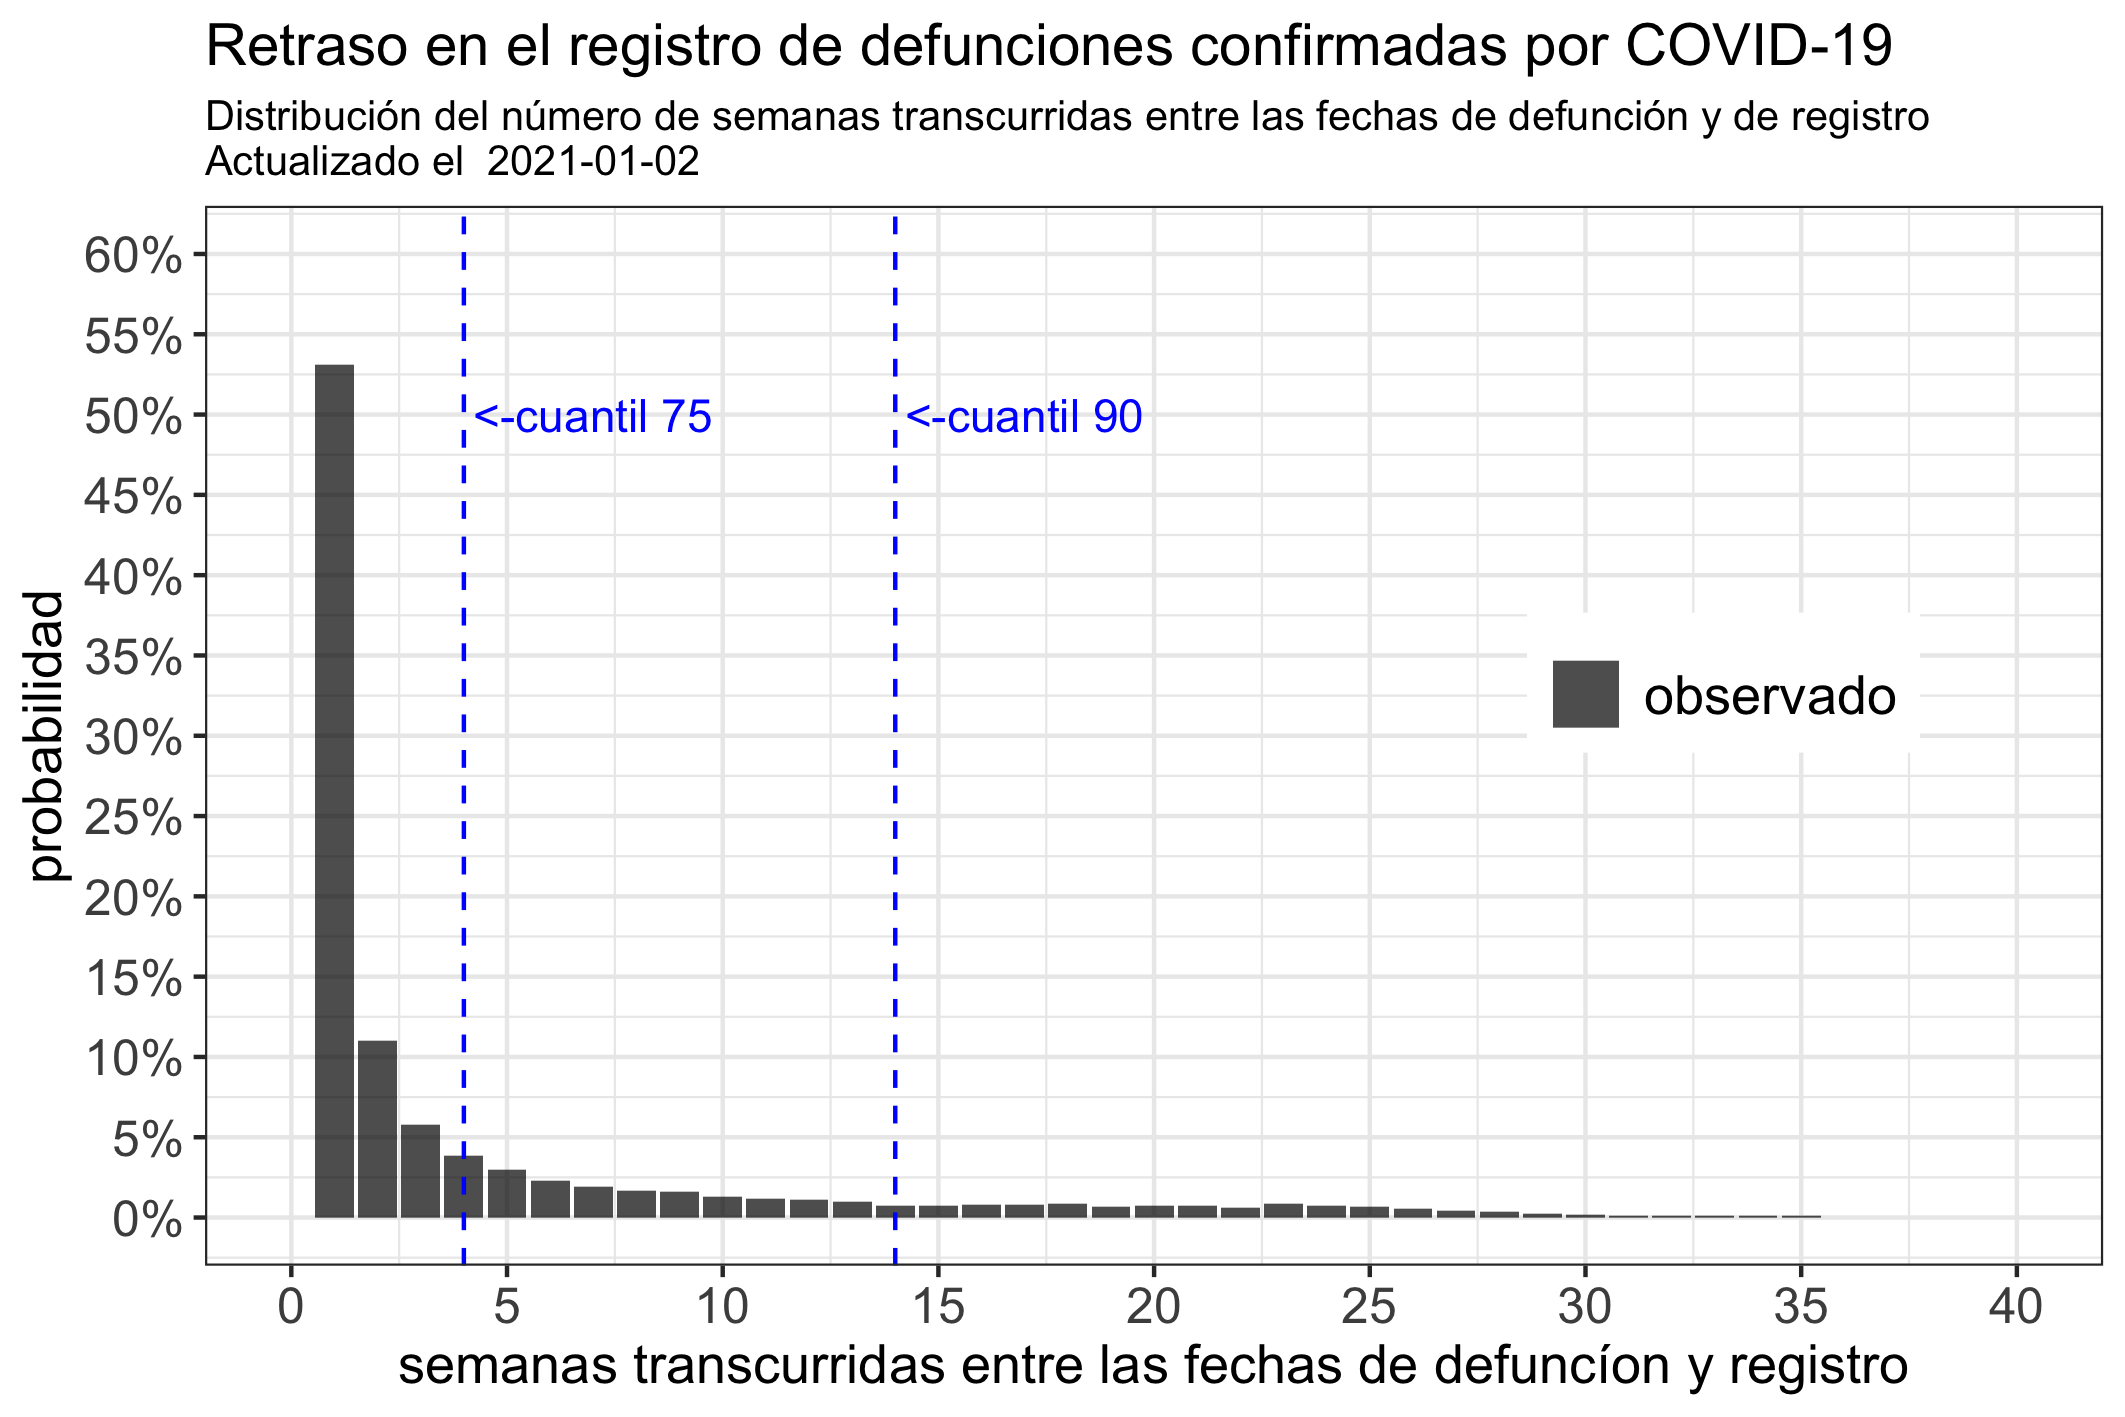 Retraso en el registro de defunciones confirmadas por COVID-19
Distribución del número de semanas transcurridas entre las fechas de defunción y de registro
Actualizado el  2021-01-02
60%
55%
50%
45%
40%
35%
30%
25%
20%
15%
10%
5%
0%
probabilidad
<-cuantil 75
<-cuantil 90
observado
0 5 10 15 20 25 30 35 40
semanas transcurridas entre las fechas de defuncíon y registro